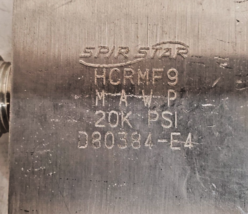 SPIR STAR
HCRMF9
M A W P
20K PSI
D80384-E4